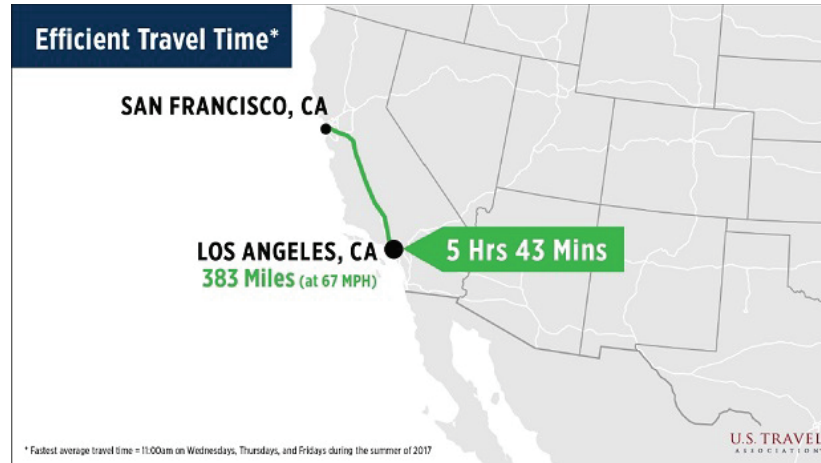 Efficient Travel Time*
SAN FRANCISCO, CA
LOS ANGELES, CA
383 Miles (at 67 MPH)
5 Hrs 43 Mins
* Fastest average travel time = 11:00am on Wednesdays, Thursdays, and Fridays during the summer of 2017
U.S. TRAVEL
ASSOCIATION